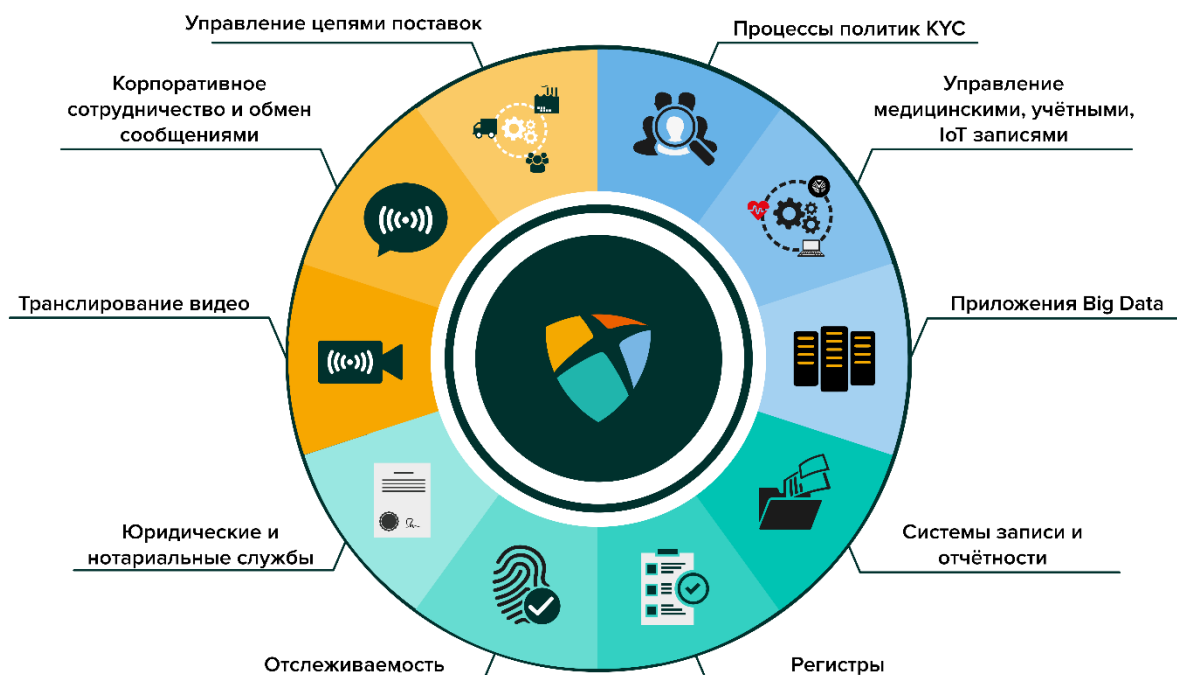 Управление цепями поставок
Процессы политик KYC
Корпоративное
сотрудничество и обмен
сообщениями
Управление
медицинскими, учётными,
IoT записями
Транслирование видео
Приложения Big Data
Юридические и
нотариальные службы
Системы записи и
отчётности
Отслеживаемость
Регистры